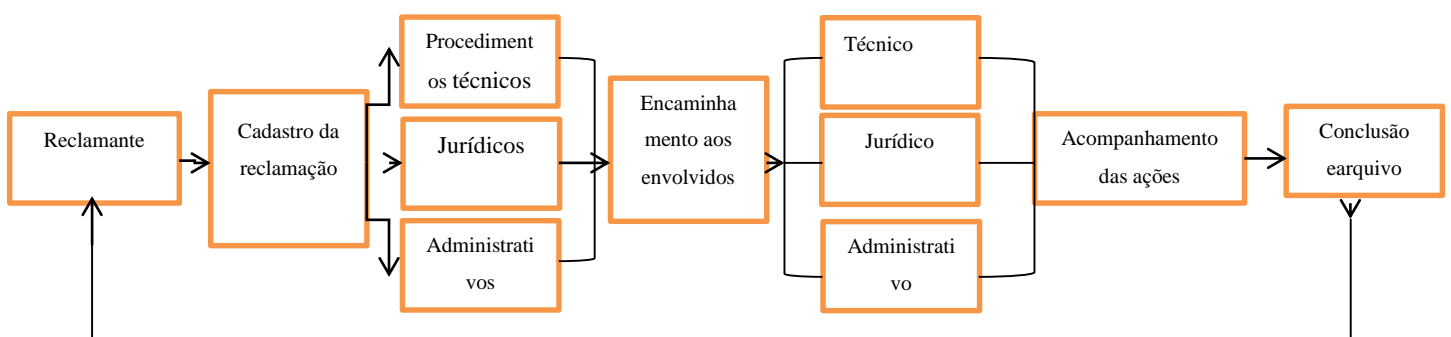 Reclamante
Cadastro da
reclamação
Procediment
os técnicos
Jurídicos
Administrati
vos
Encaminha
mento aos
envolvidos
Técnico
Jurídico
Administrati
vo
Acompanhamento
das ações
Conclusão
earquivo